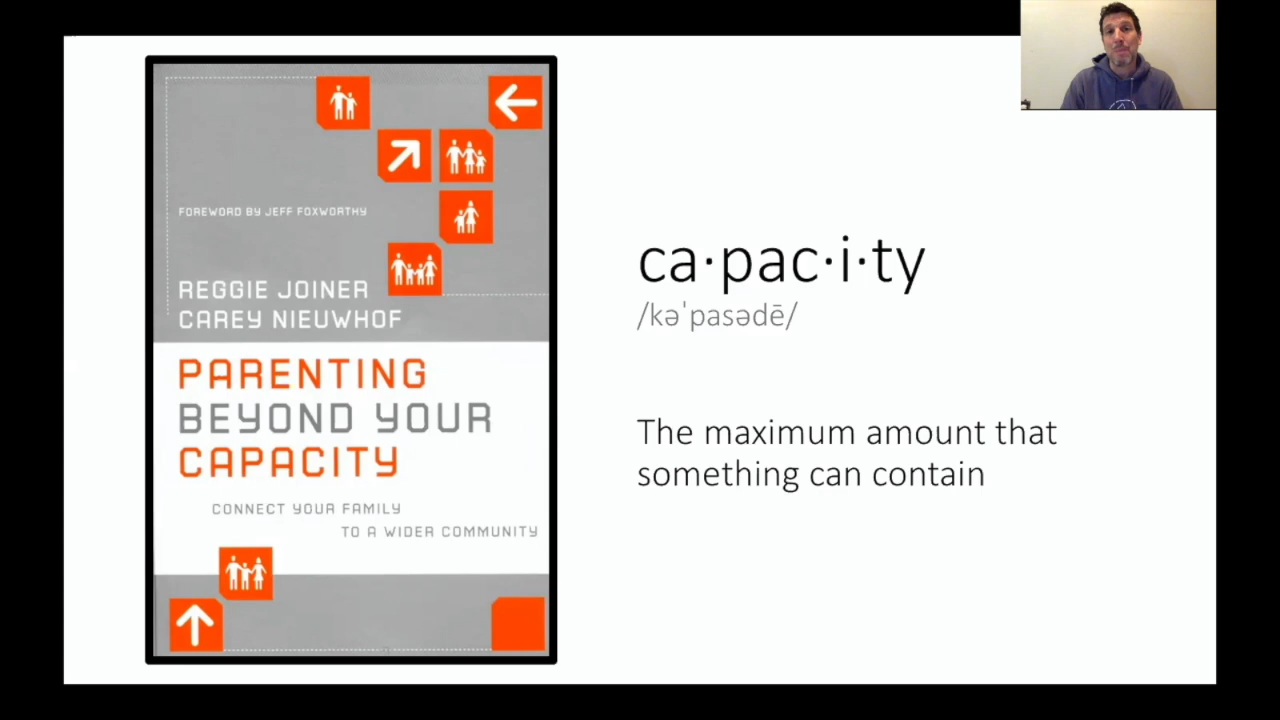 FOREWORD BY JEFF FOXWORTHY
REGGIE JOINER
CAREY NIEUWHOF
PARENTING
BEYOND YOUR
CAPACITY
CONNECT YOUR FAMILY
TO A WIDER COMMUNITY
ca·pac·i·ty
/kəˈpasədē/
The maximum amount that
something can contain